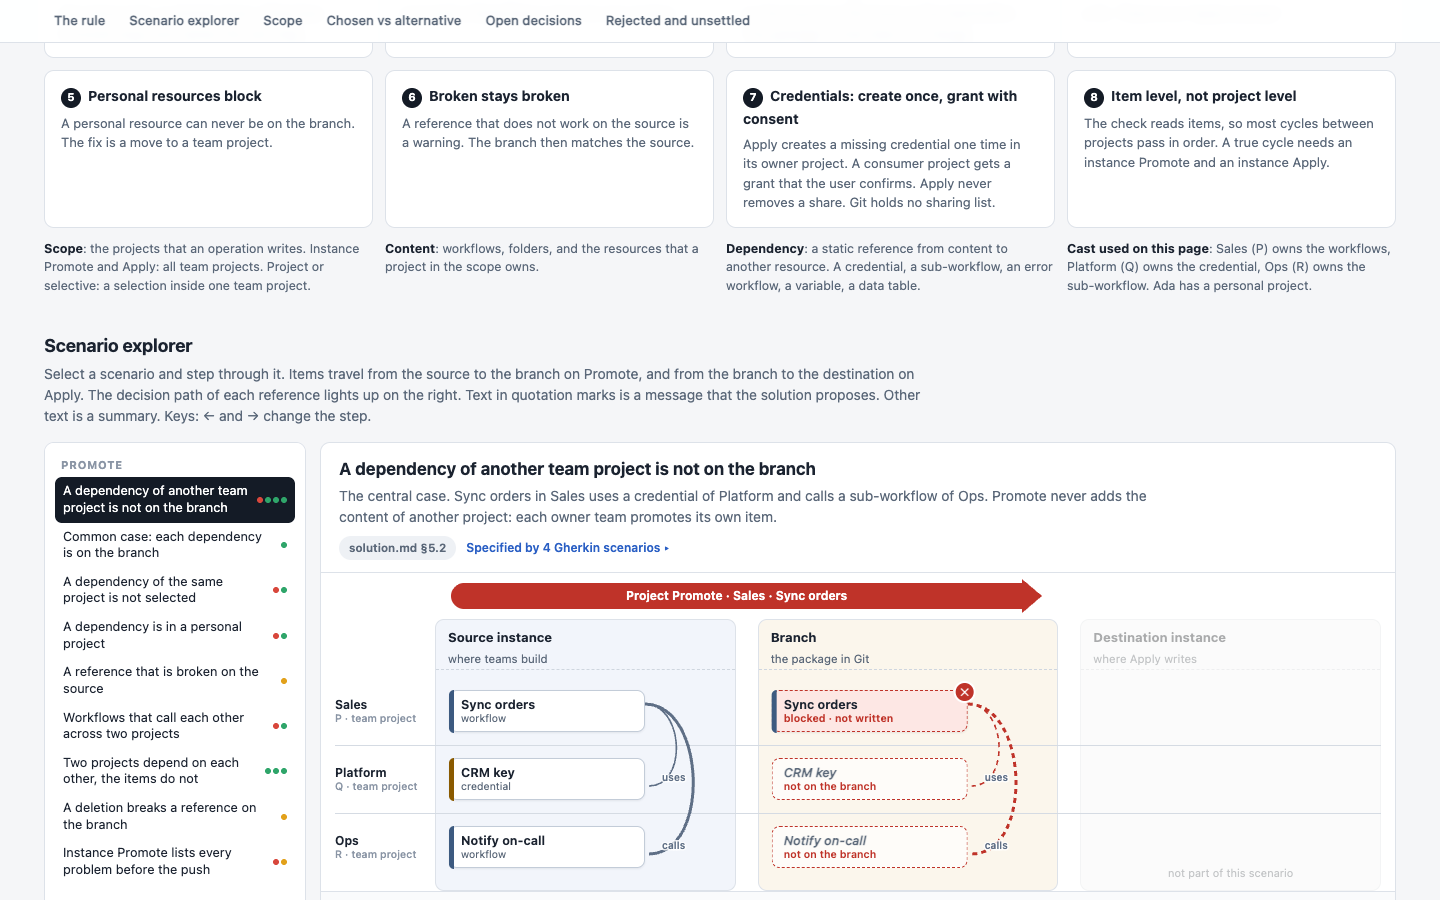 The rule Scenario explorer Scope Chosen vs alternative Open decisions Rejected and unsettled
5 Personal resources block
A personal resource can never be on the branch.
The fix is a move to a team project.
6 Broken stays broken
A reference that does not work on the source is
a warning. The branch then matches the source.
7 Credentials: create once, grant with
consent
Apply creates a missing credential one time in
its owner project. A consumer project gets a
grant that the user confirms. Apply never
removes a share. Git holds no sharing list.
8 Item level, not project level
The check reads items, so most cycles between
projects pass in order. A true cycle needs an
instance Promote and an instance Apply.
Scope: the projects that an operation writes. Instance
Promote and Apply: all team projects. Project or
selective: a selection inside one team project.
Content: workflows, folders, and the resources that a
project in the scope owns.
Dependency: a static reference from content to
another resource. A credential, a sub-workflow, an error
workflow, a variable, a data table.
Cast used on this page: Sales (P) owns the workflows,
Platform (Q) owns the credential, Ops (R) owns the
sub-workflow. Ada has a personal project.
Scenario explorer
Select a scenario and step through it. Items travel from the source to the branch on Promote, and from the branch to the destination on
Apply. The decision path of each reference lights up on the right. Text in quotation marks is a message that the solution proposes. Other
text is a summary. Keys: ← and → change the step.
PROMOTE
A dependency of another team
project is not on the branch
Common case: each dependency
is on the branch
A dependency of the same
project is not selected
A dependency is in a personal
project
A reference that is broken on the
source
Workflows that call each other
across two projects
Two projects depend on each
other, the items do not
A deletion breaks a reference on
the branch
Instance Promote lists every
problem before the push
A dependency of another team project is not on the branch
The central case. Sync orders in Sales uses a credential of Platform and calls a sub-workflow of Ops. Promote never adds the
content of another project: each owner team promotes its own item.
solution.md §5.2 Specified by 4 Gherkin scenarios ▸
Project Promote · Sales · Sync orders
Source instance
where teams build
Branch
the package in Git
Destination instance
where Apply writes
Sales
P · team project
Sync orders
workflow
Sync orders
blocked · not written
Platform
Q · team project
CRM key
credential
uses
CRM key
not on the branch
uses
Ops
R · team project
Notify on-call
workflow
calls
Notify on-call
not on the branch
calls
not part of this scenario